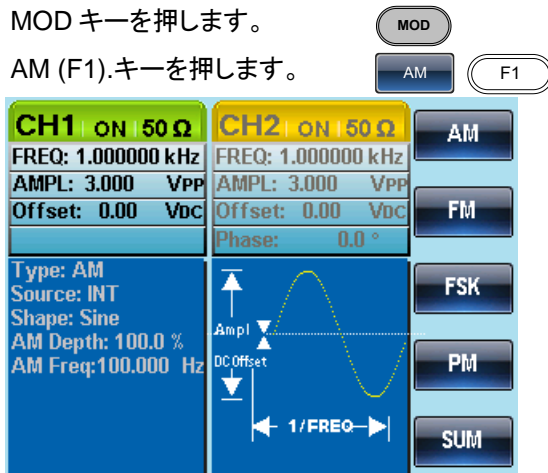 MOD キーを押します。 MOD
AM (F1).キーを押します。 AM F1
CH1 ON 50 Ω
FREQ: 1.000000 kHz
AMPL: 3.000 VPP
Offset: 0.00 VDC
CH2 ON 50 Ω
FREQ: 1.000000 kHz
AMPL: 3.000 VPP
Offset: 0.00 VDC
Phase: 0.0 °
Type: AM
Source: INT
Shape: Sine
AM Depth: 100.0 %
AM Freq:100.000 Hz
Ampl
DC Offset
1/FREQ
AM
FM
FSK
PM
SUM